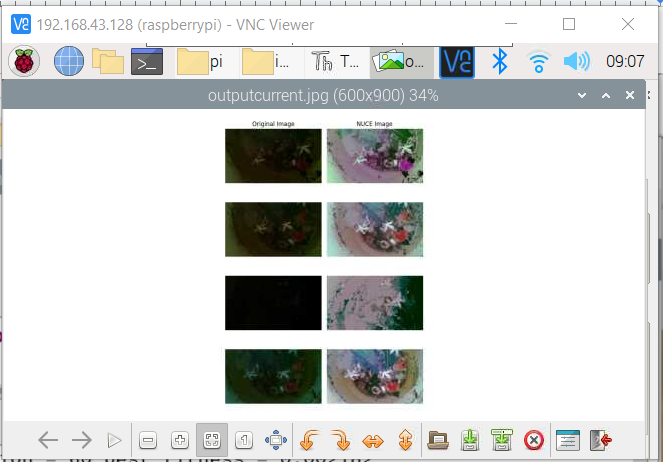 192.168.43.128 (raspberrypi) - VNC Viewer
pi
i...
T...
o...
09:07
outputcurrent.jpg (600x900) 34%
Original Image
NUCE Image